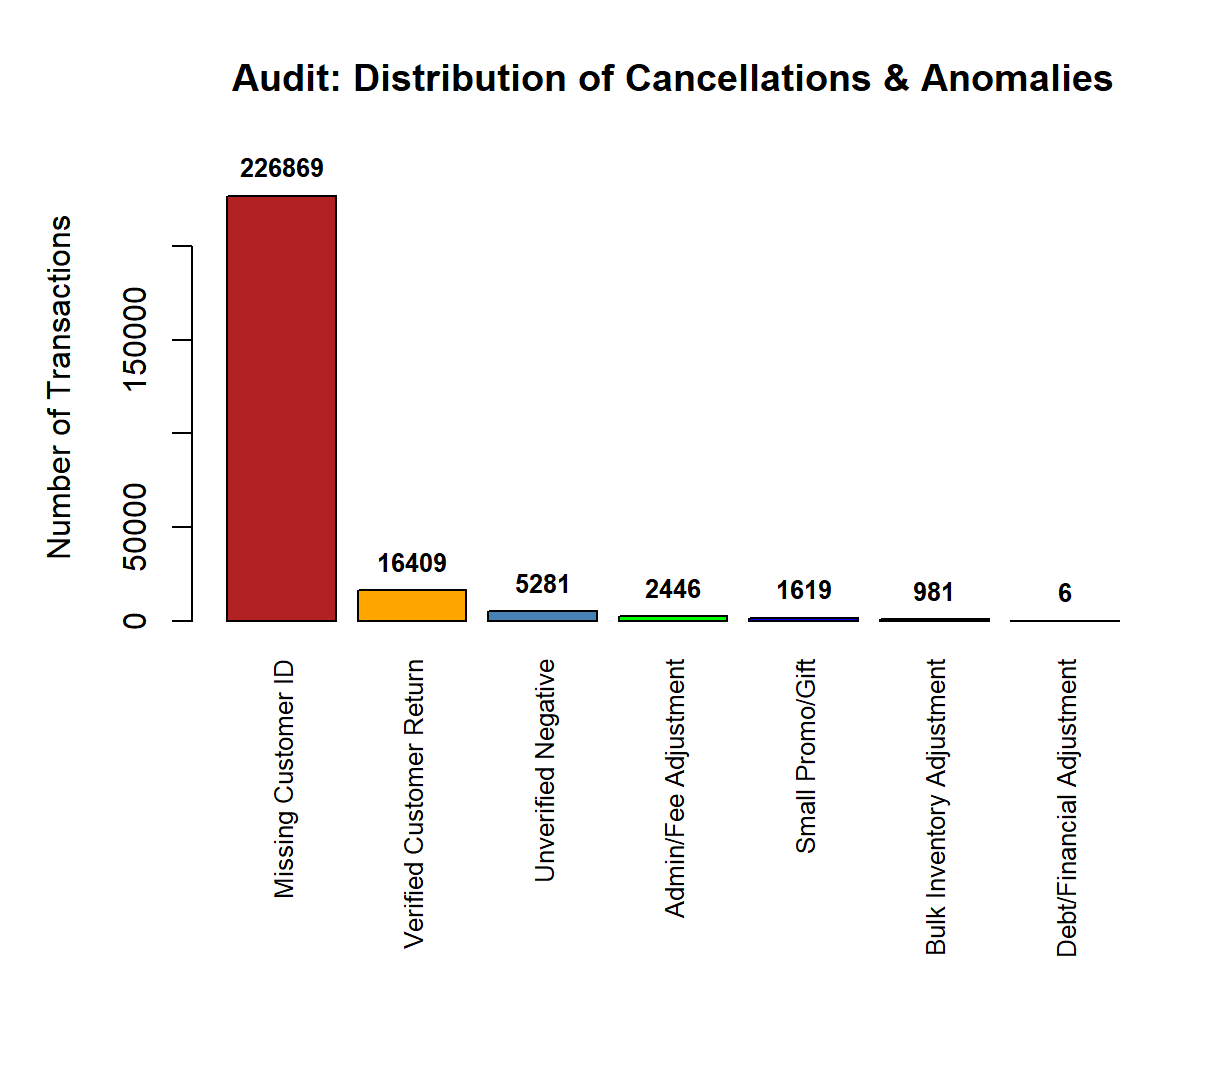 Audit: Distribution of Cancellations & Anomalies
Number of Transactions
150000
50000
0
226869
16409
5281
2446
1619
981
6
Missing Customer ID
Verified Customer Return
Unverified Negative
Admin/Fee Adjustment
Small Promo/Gift
Bulk Inventory Adjustment
Debt/Financial Adjustment